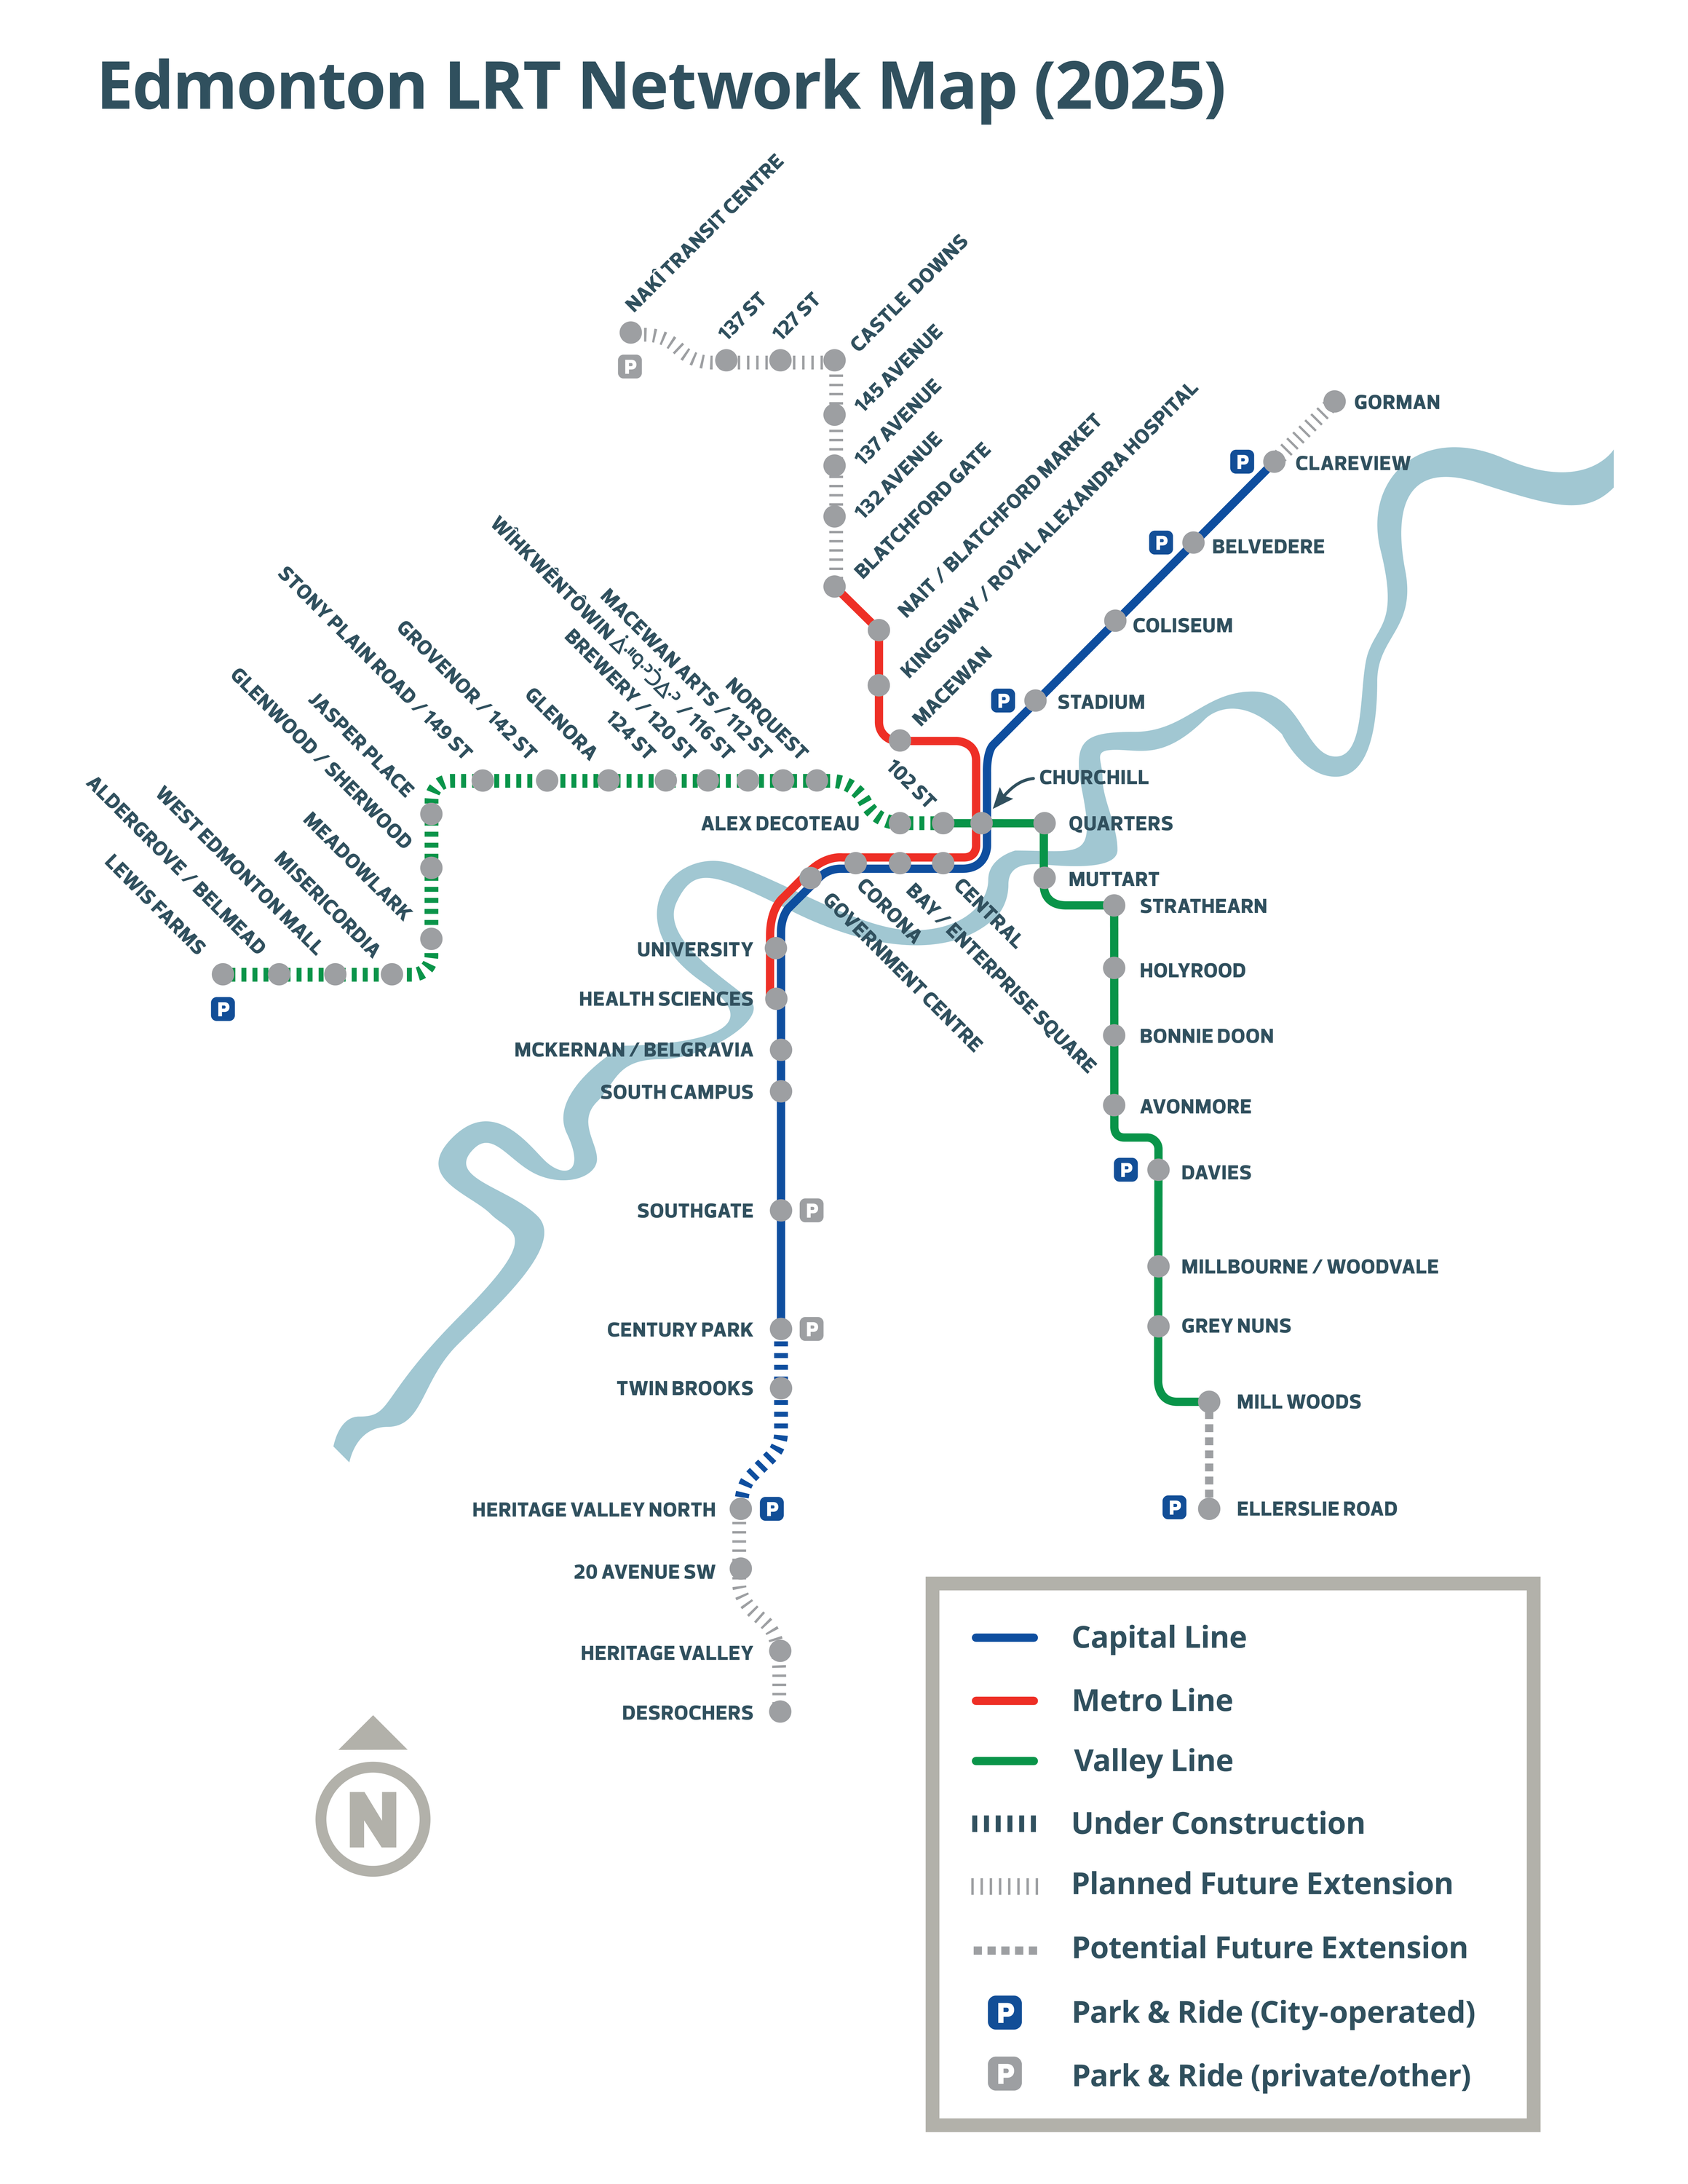 Edmonton LRT Network Map (2025)
NAKÎ TRANSIT CENTRE
P
137 ST
127 ST
CASTLE DOWNS
145 AVENUE
137 AVENUE
132 AVENUE
BLATCHFORD GATE
NAIT / BLATCHFORD MARKET
KINGSWAY / ROYAL ALEXANDRA HOSPITAL
MACEWAN
GORMAN
P
CLAREVIEW
P
BELVEDERE
COLISEUM
P
STADIUM
CHURCHILL
LEWIS FARMS
P
ALDERGROVE / BELMEAD
WEST EDMONTON MALL
MISERICORDIA
MEADOWLARK
GLENWOOD / SHERWOOD
JASPER PLACE
STONY PLAIN ROAD / 149 ST
GROVENOR / 142 ST
GLENORA
124 ST
BREWERY / 120 ST
WÎHKWÊNTÔWIN ᐄᐧᐦᑫᐧᐣᑑᐃᐧᐣ / 116 ST
MACEWAN ARTS / 112 ST
NORQUEST
ALEX DECOTEAU
102 ST
QUARTERS
MUTTART
STRATHEARN
HOLYROOD
BONNIE DOON
AVONMORE
P
DAVIES
MILLBOURNE / WOODVALE
GREY NUNS
MILL WOODS
P
ELLERSLIE ROAD
CENTRAL
BAY / ENTERPRISE SQUARE
CORONA
GOVERNMENT CENTRE
UNIVERSITY
HEALTH SCIENCES
MCKERNAN / BELGRAVIA
SOUTH CAMPUS
SOUTHGATE
P
CENTURY PARK
P
TWIN BROOKS
HERITAGE VALLEY NORTH
P
20 AVENUE SW
HERITAGE VALLEY
DESROCHERS
N
Capital Line
Metro Line
Valley Line
Under Construction
Planned Future Extension
Potential Future Extension
P
Park & Ride (City-operated)
P
Park & Ride (private/other)